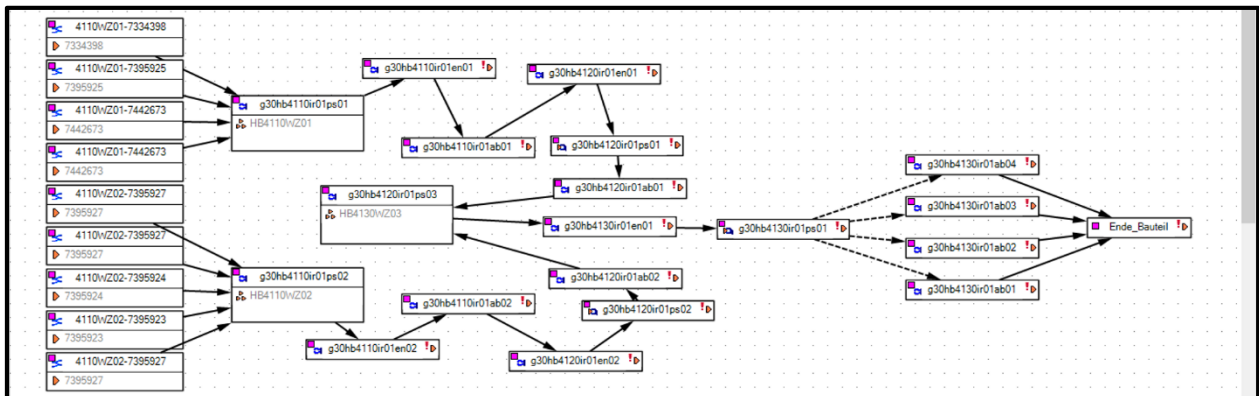 4110WZ01-7334398
7334398
4110WZ01-7395925
7395925
4110WZ01-7442673
7442673
4110WZ01-7442673
7442673
4110WZ02-7395927
7395927
4110WZ02-7395927
7395927
4110WZ02-7395924
7395924
4110WZ02-7395923
7395923
4110WZ02-7395927
7395927
g30hb4110ir01ps01
HB4110WZ01
g30hb4110ir01en01
g30hb4110ir01ab01
g30hb4120ir01en01
g30hb4120ir01ps01
g30hb4120ir01ab01
g30hb4120ir01ps03
HB4130WZ03
g30hb4110ir01ps02
HB4110WZ02
g30hb4110ir01en02
g30hb4110ir01ab02
g30hb4120ir01en02
g30hb4120ir01ps02
g30hb4120ir01ab02
g30hb4130ir01en01
g30hb4130ir01ps01
g30hb4130ir01ab04
g30hb4130ir01ab03
g30hb4130ir01ab02
g30hb4130ir01ab01
Ende_Bauteil